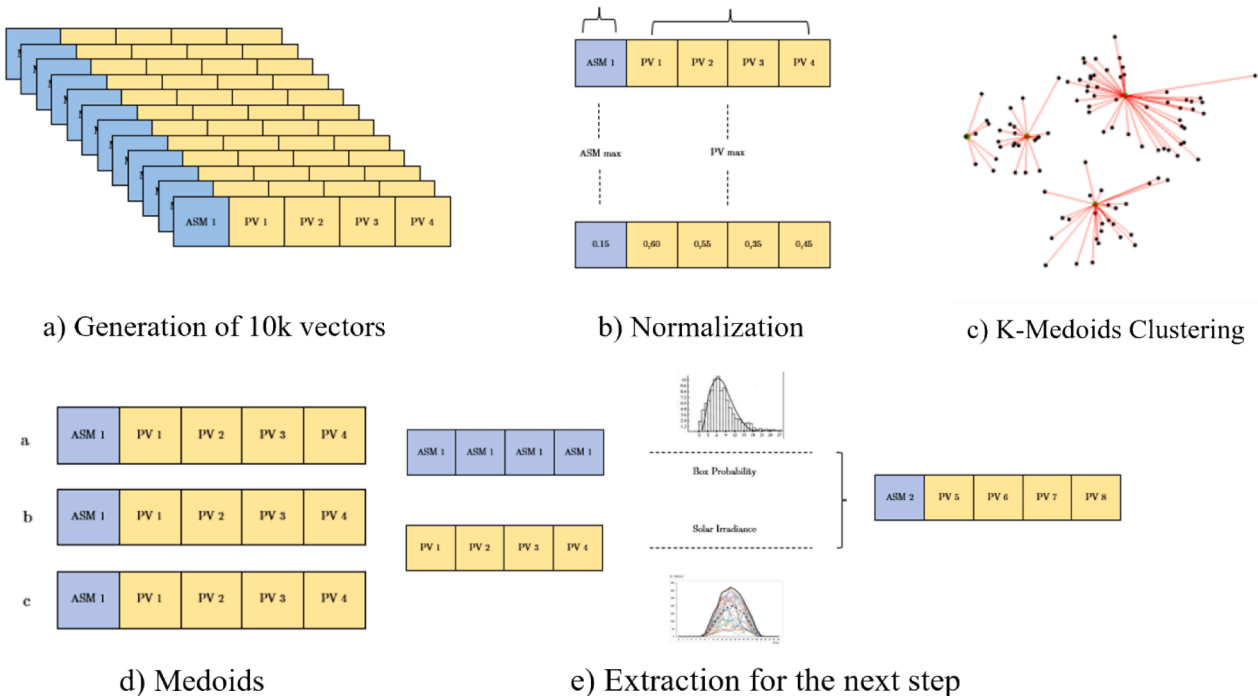 ASM 1 PV 1 PV 2 PV 3 PV 4
a) Generation of 10k vectors
ASM 1 PV 1 PV 2 PV 3 PV 4
ASM max PV max
0.15 0,60 0,55 0,35 0,45
b) Normalization
c) K-Medoids Clustering
a ASM 1 PV 1 PV 2 PV 3 PV 4
b ASM 1 PV 1 PV 2 PV 3 PV 4
c ASM 1 PV 1 PV 2 PV 3 PV 4
d) Medoids
ASM 1 ASM 1 ASM 1 ASM 1
PV 1 PV 2 PV 3 PV 4
Box Probability
Solar Irradiance
ASM 2 PV 5 PV 6 PV 7 PV 8
e) Extraction for the next step